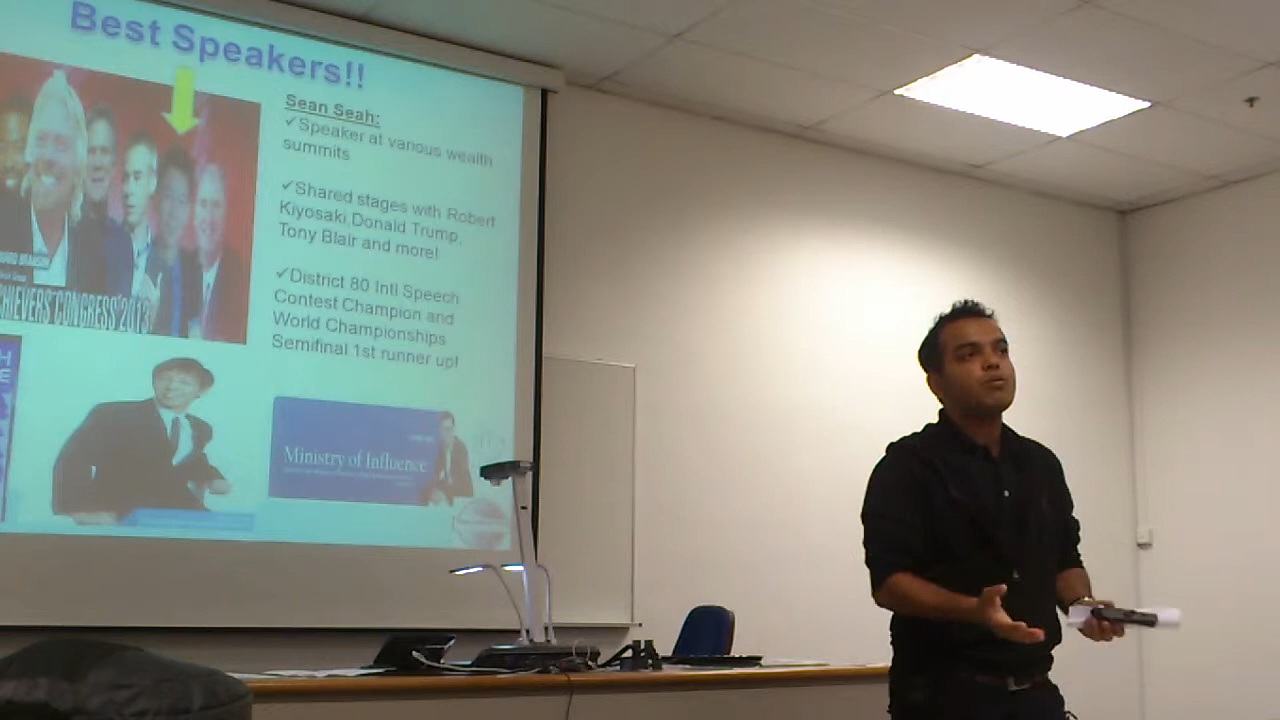 Best Speakers!!
Sean Seah:
✓Speaker at various wealth
summits
✓Shared stages with Robert
Kiyosaki,Donald Trump,
Tony Blair and more!
✓District 80 Intl Speech
Contest Champion and
World Championships
Semifinal 1st runner up!
CHIEVERS CONGRESS 2013
Ministry of Influence